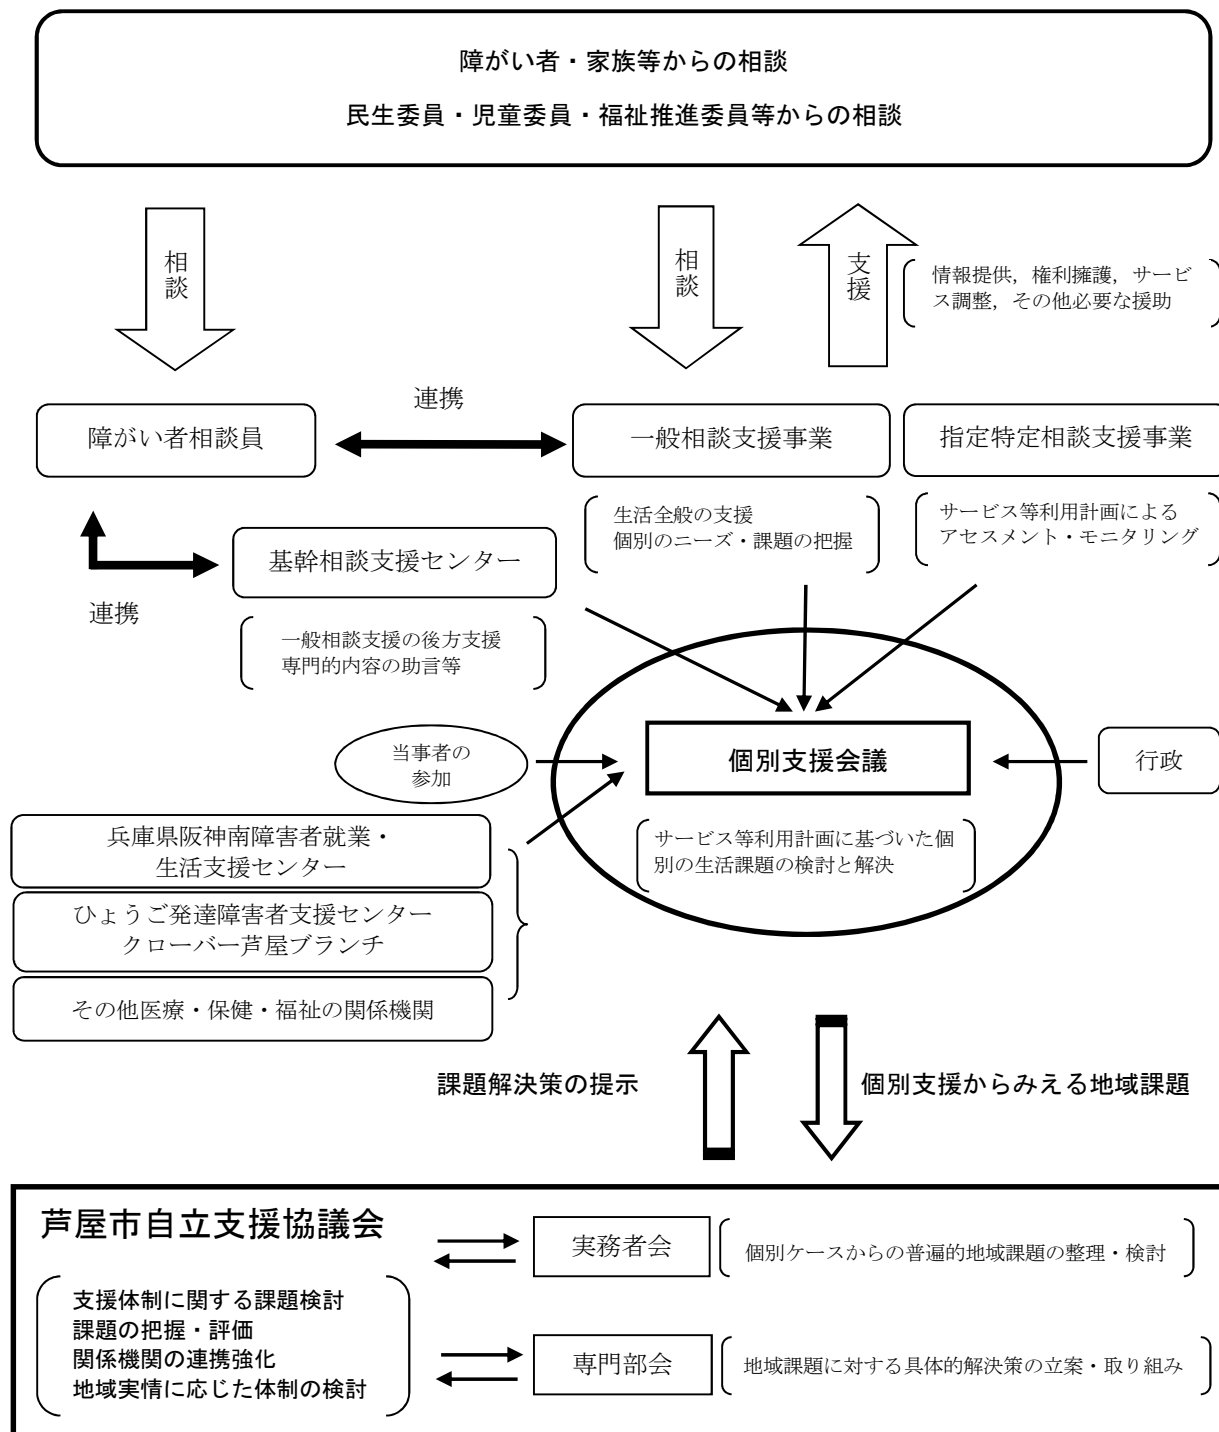 障がい者・家族等からの相談
民生委員・児童委員・福祉推進委員等からの相談
相談
相談
支援
情報提供，権利擁護，サービ
ス調整，その他必要な援助
連携
障がい者相談員
一般相談支援事業
指定特定相談支援事業
生活全般の支援
個別のニーズ・課題の把握
サービス等利用計画による
アセスメント・モニタリング
基幹相談支援センター
連携
一般相談支援の後方支援
専門的内容の助言等
当事者の
参加
個別支援会議
行政
サービス等利用計画に基づいた個
別の生活課題の検討と解決
兵庫県阪神南障害者就業・
生活支援センター
ひょうご発達障害者支援センター
クローバー芦屋ブランチ
その他医療・保健・福祉の関係機関
課題解決策の提示
個別支援からみえる地域課題
芦屋市自立支援協議会
実務者会
個別ケースからの普遍的地域課題の整理・検討
支援体制に関する課題検討
課題の把握・評価
関係機関の連携強化
地域実情に応じた体制の検討
専門部会
地域課題に対する具体的解決策の立案・取り組み